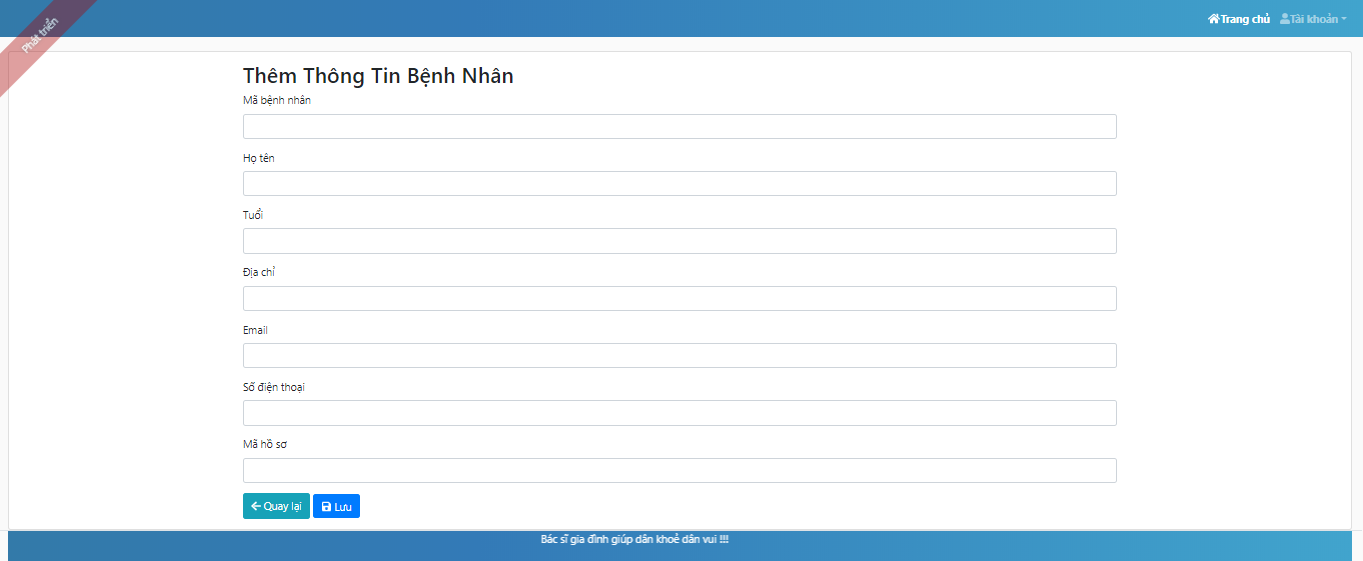 Phát triển
Trang chủ Tài khoản
Thêm Thông Tin Bệnh Nhân
Mã bệnh nhân
Họ tên
Tuổi
Địa chỉ
Email
Số điện thoại
Mã hồ sơ
Quay lại Lưu
Bác sĩ gia đình giúp dân khoẻ dân vui !!!